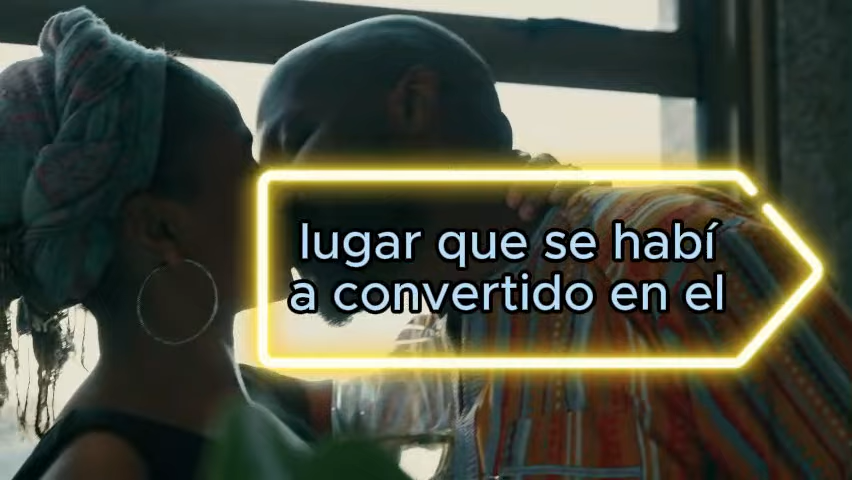 lugar que se habí
a convertido en el